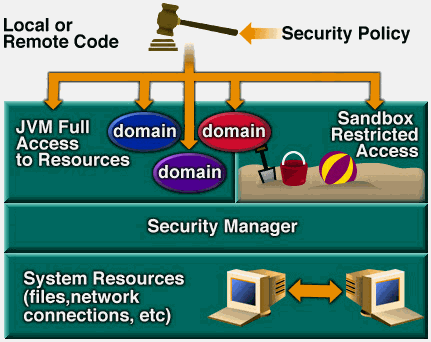 Local or
Remote Code
Security Policy
JVM Full
Access
to Resources
domain
domain
domain
Sandbox
Restricted
Access
Security Manager
System Resources
(files,network
connections, etc)